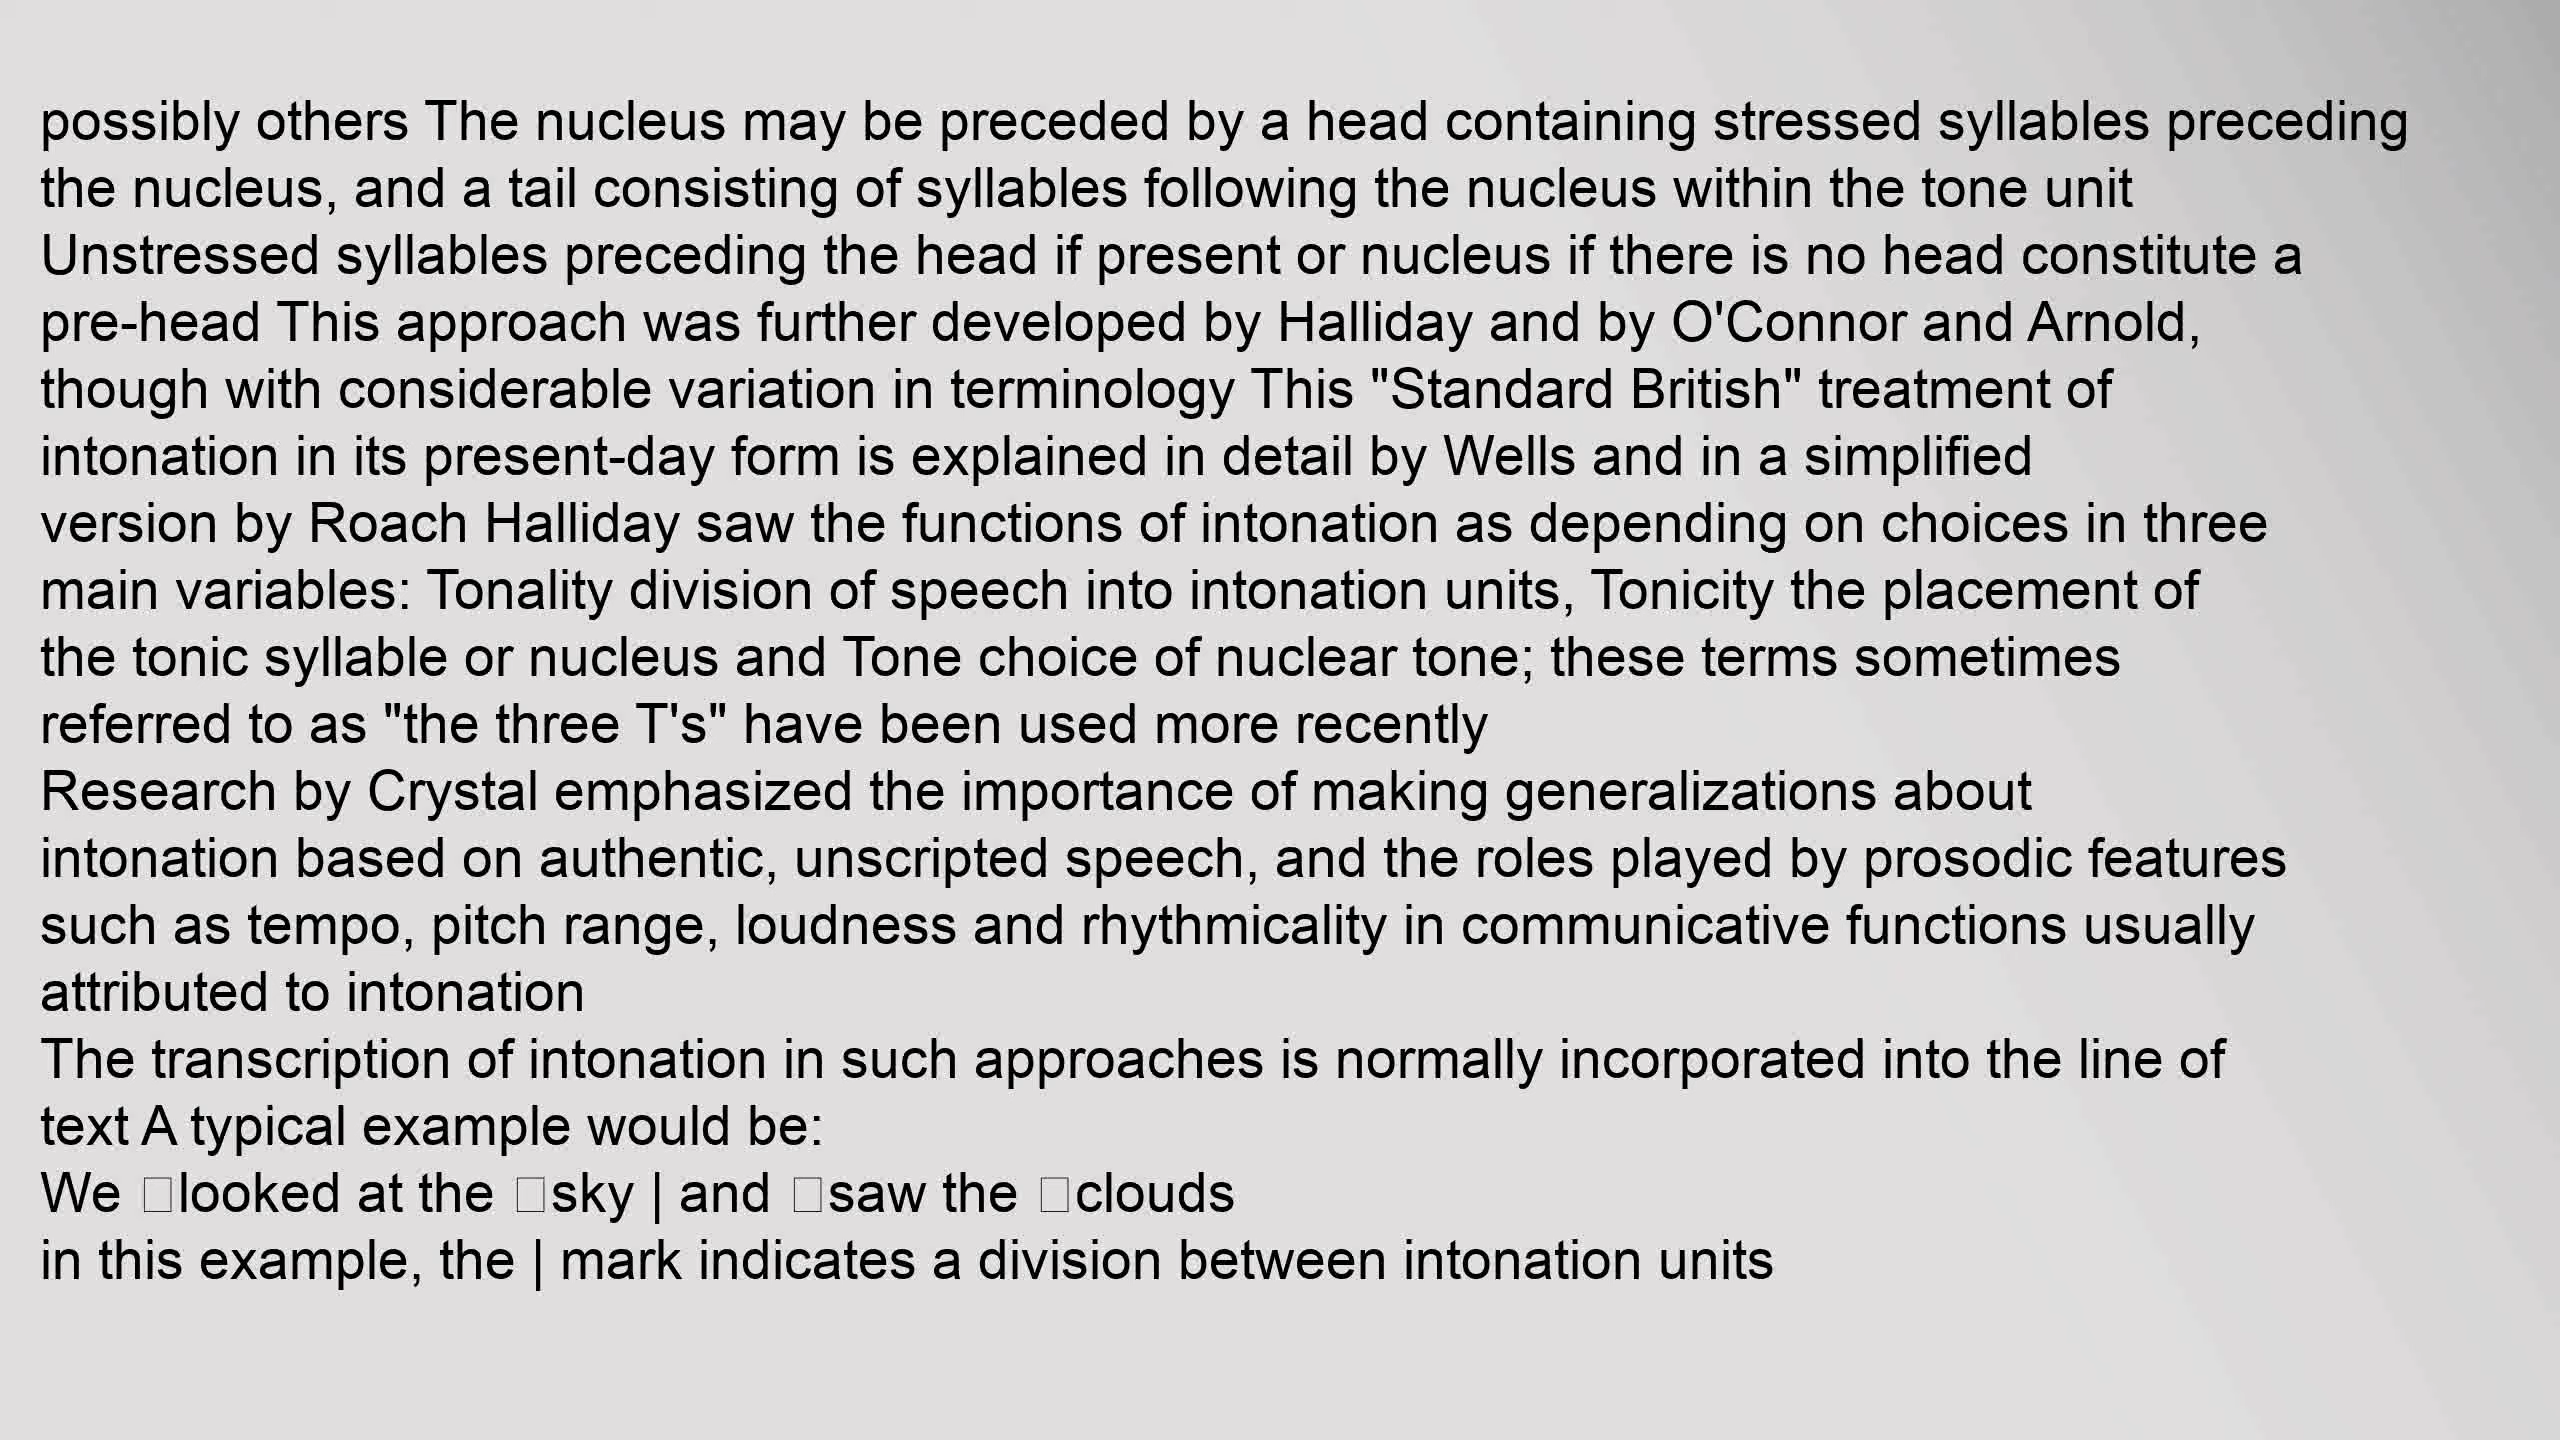 possibly others The nucleus may be preceded by a head containing stressed syllables preceding
the nucleus, and a tail consisting of syllables following the nucleus within the tone unit
Unstressed syllables preceding the head if present or nucleus if there is no head constitute a
pre-head This approach was further developed by Halliday and by O'Connor and Arnold,
though with considerable variation in terminology This "Standard British" treatment of
intonation in its present-day form is explained in detail by Wells and in a simplified
version by Roach Halliday saw the functions of intonation as depending on choices in three
main variables: Tonality division of speech into intonation units, Tonicity the placement of
the tonic syllable or nucleus and Tone choice of nuclear tone; these terms sometimes
referred to as "the three T's" have been used more recently
Research by Crystal emphasized the importance of making generalizations about
intonation based on authentic, unscripted speech, and the roles played by prosodic features
such as tempo, pitch range, loudness and rhythmicality in communicative functions usually
attributed to intonation
The transcription of intonation in such approaches is normally incorporated into the line of
text A typical example would be:
We □looked at the □sky | and □saw the □clouds
in this example, the | mark indicates a division between intonation units